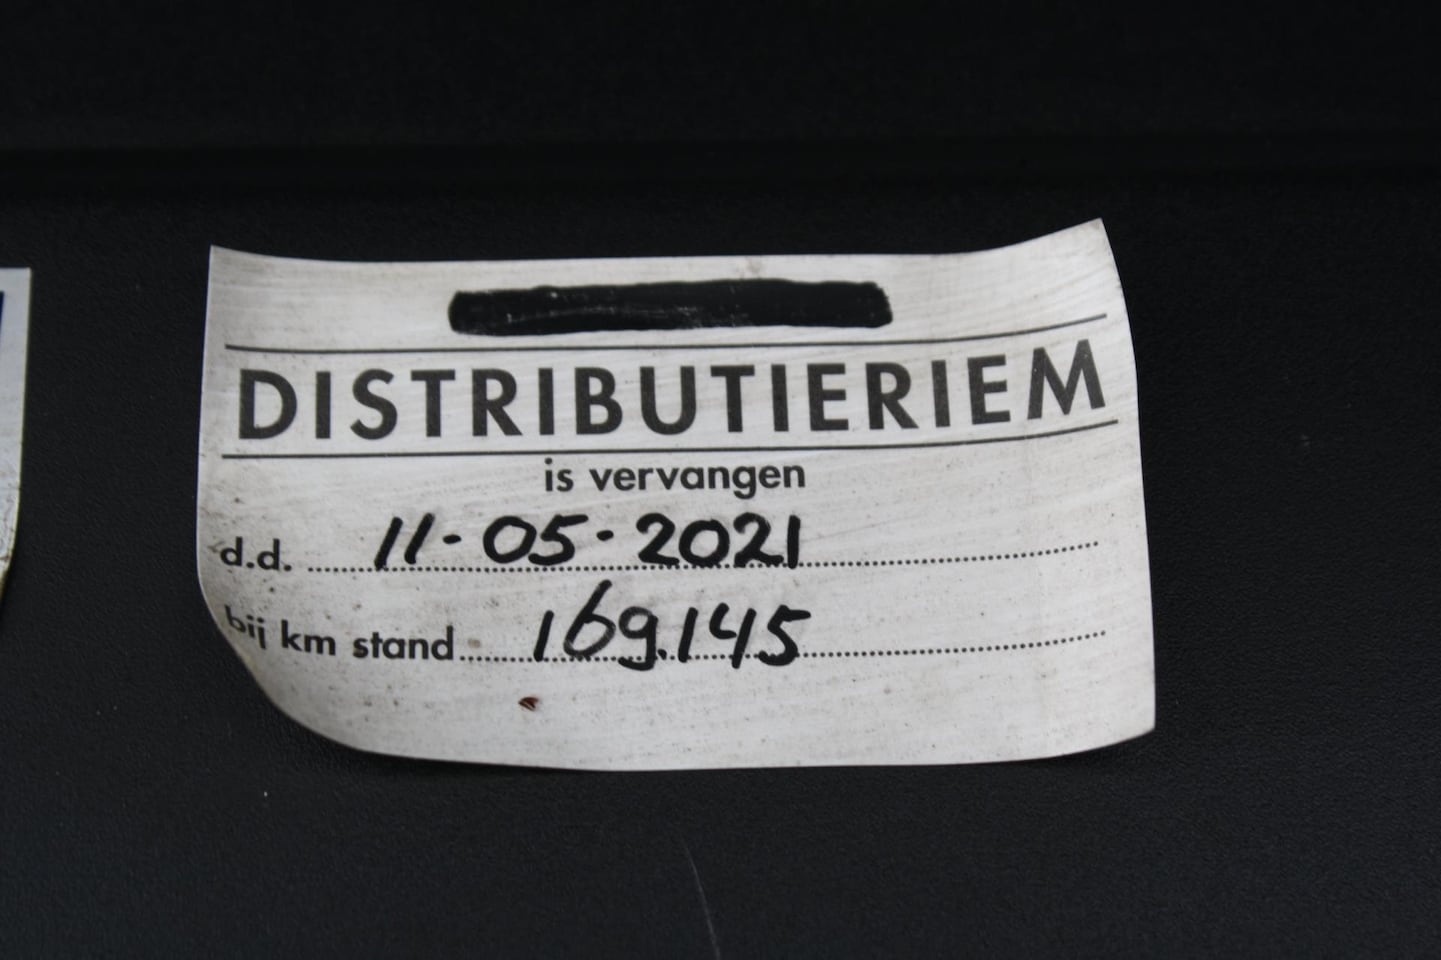 DISTRIBUTIERIEM
is vervangen
d.d. 11-05-2021
bij km stand 169.145